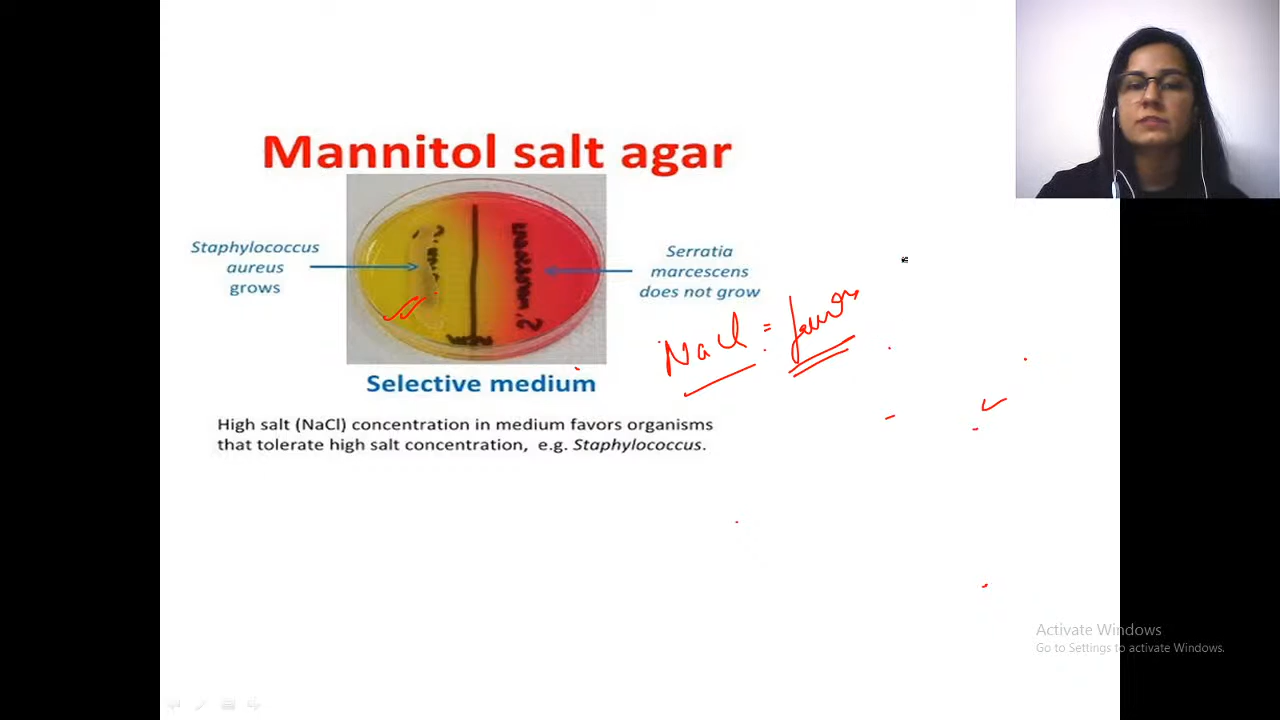 Mannitol salt agar
Staphylococcus
aureus
grows
Serratia
marcescens
does not grow
NaCl = favors
Selective medium
High salt (NaCl) concentration in medium favors organisms
that tolerate high salt concentration, e.g. Staphylococcus.
Activate Windows
Go to Settings to activate Windows.